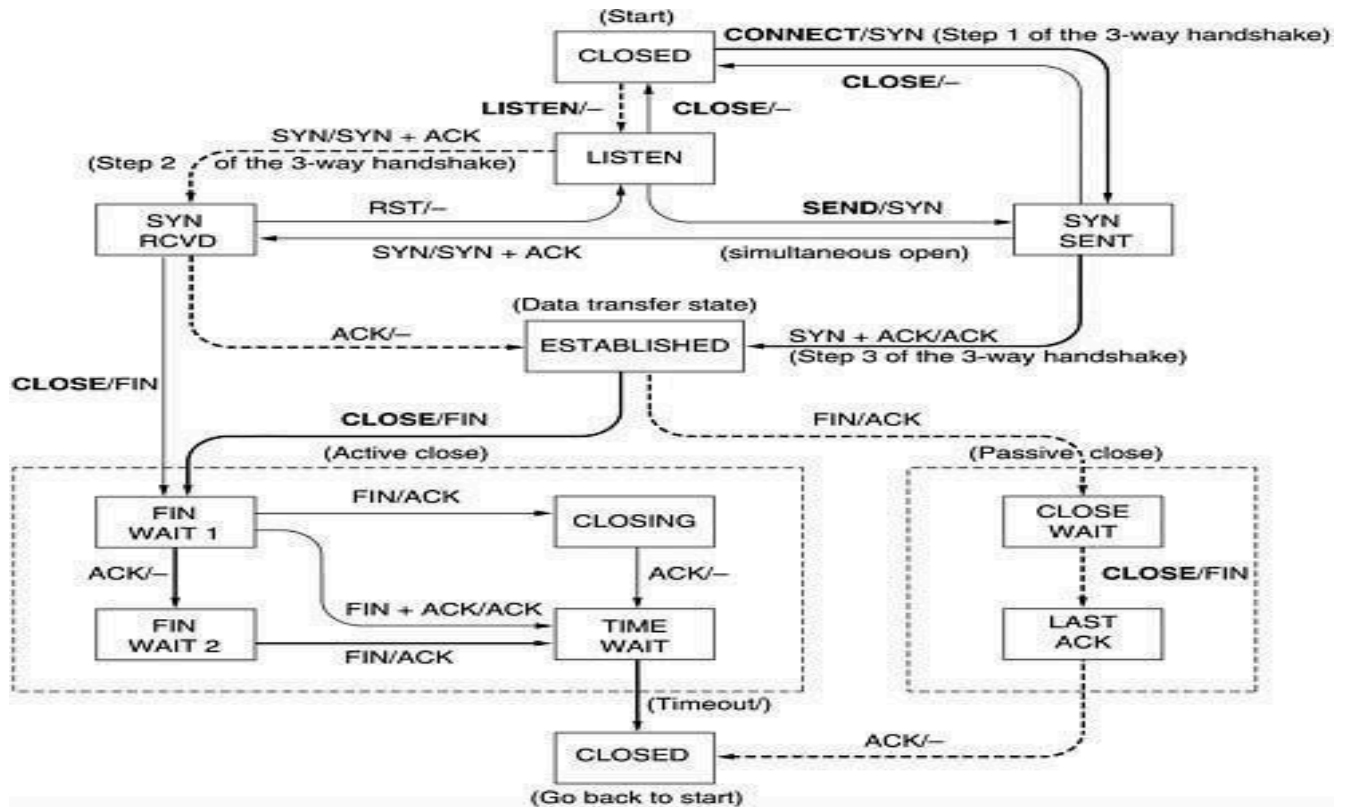 (Start)
CLOSED
CONNECT/SYN (Step 1 of the 3-way handshake)
CLOSE/–
LISTEN/–
CLOSE/–
SYN/SYN + ACK
(Step 2 of the 3-way handshake)
LISTEN
SYN
RCVD
RST/–
SEND/SYN
SYN
SENT
SYN/SYN + ACK
(simultaneous open)
(Data transfer state)
ACK/–
ESTABLISHED
SYN + ACK/ACK
(Step 3 of the 3-way handshake)
CLOSE/FIN
CLOSE/FIN
FIN/ACK
(Active close)
(Passive close)
FIN
WAIT 1
FIN/ACK
CLOSING
CLOSE
WAIT
ACK/–
ACK/–
CLOSE/FIN
FIN + ACK/ACK
FIN
WAIT 2
FIN/ACK
TIME
WAIT
LAST
ACK
(Timeout/)
CLOSED
ACK/–
(Go back to start)